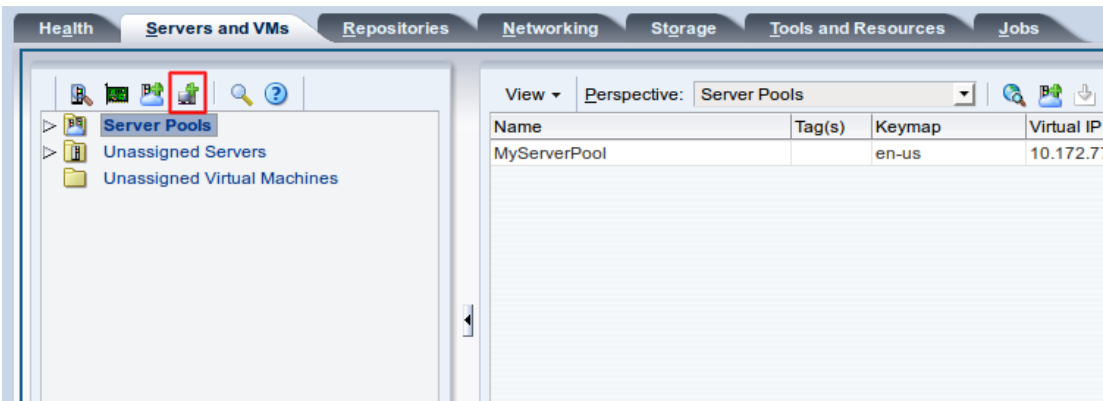 Health Servers and VMs Repositories Networking Storage Tools and Resources Jobs
View Perspective: Server Pools
Server Pools
Unassigned Servers
Unassigned Virtual Machines
Name Tag(s) Keymap Virtual IP
MyServerPool en-us 10.172.77